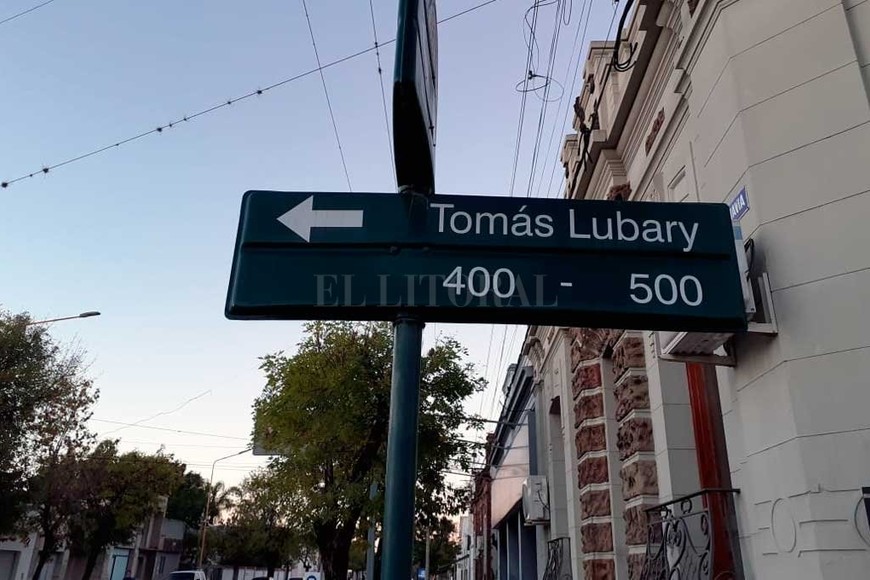 Tomás Lubary
400 - 500
EL LITORAL